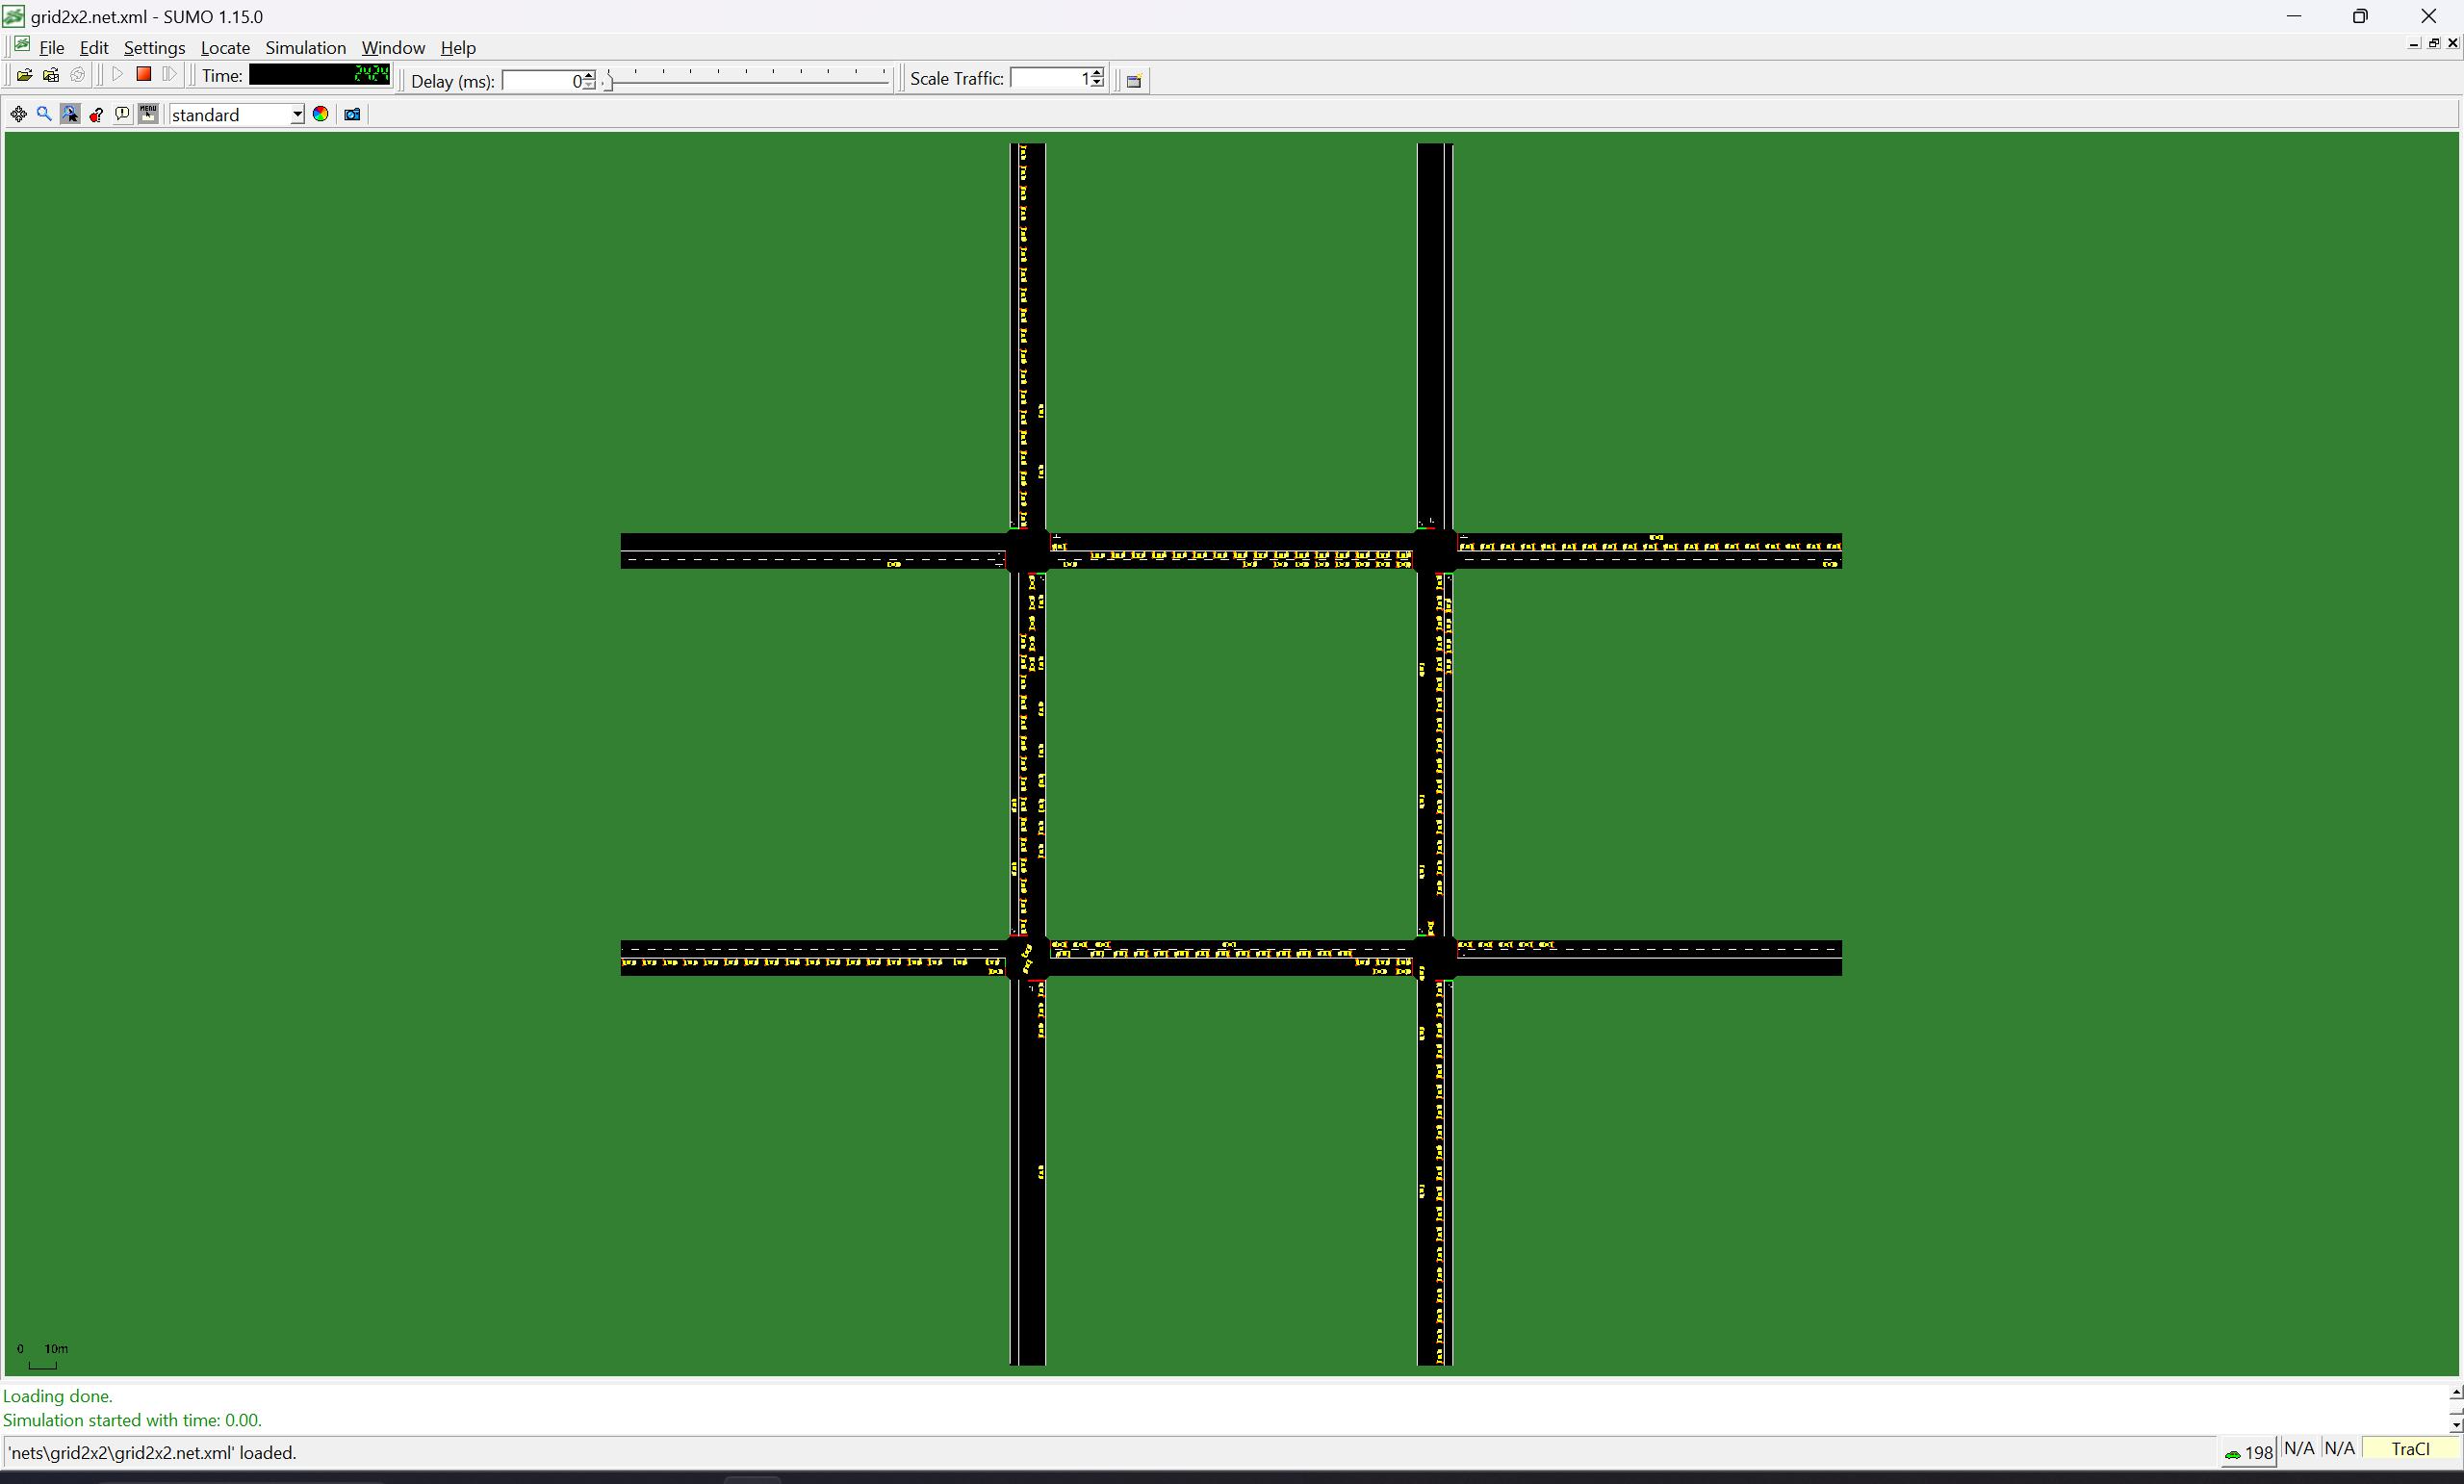 grid2x2.net.xml - SUMO 1.15.0
File Edit Settings Locate Simulation Window Help
Time: 2424 Delay (ms): 0 Scale Traffic: 1
MENU standard
0 10m
Loading done.
Simulation started with time: 0.00.
'nets\grid2x2\grid2x2.net.xml' loaded. 198 N/A N/A TraCI